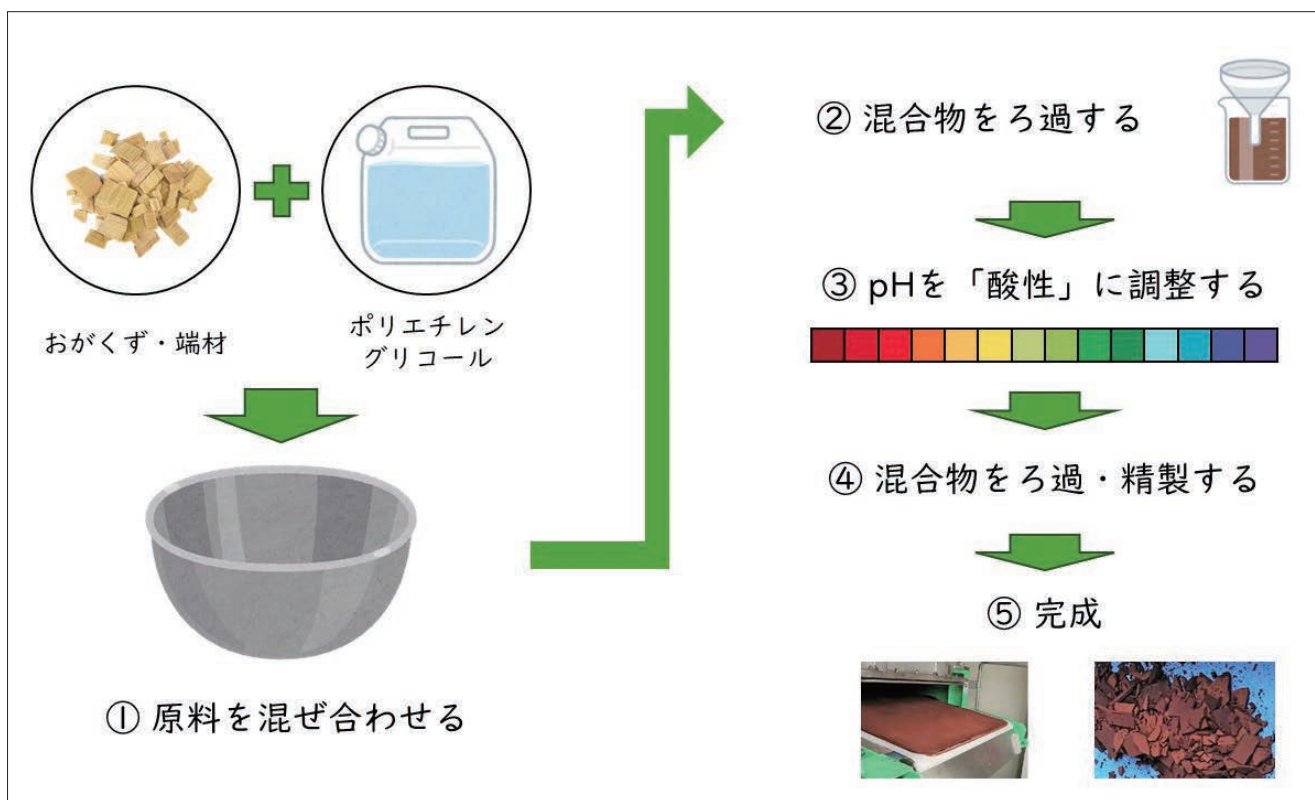 おがくず・端材
ポリエチレン
グリコール
① 原料を混ぜ合わせる
② 混合物をろ過する
③ pHを「酸性」に調整する
④ 混合物をろ過・精製する
⑤ 完成